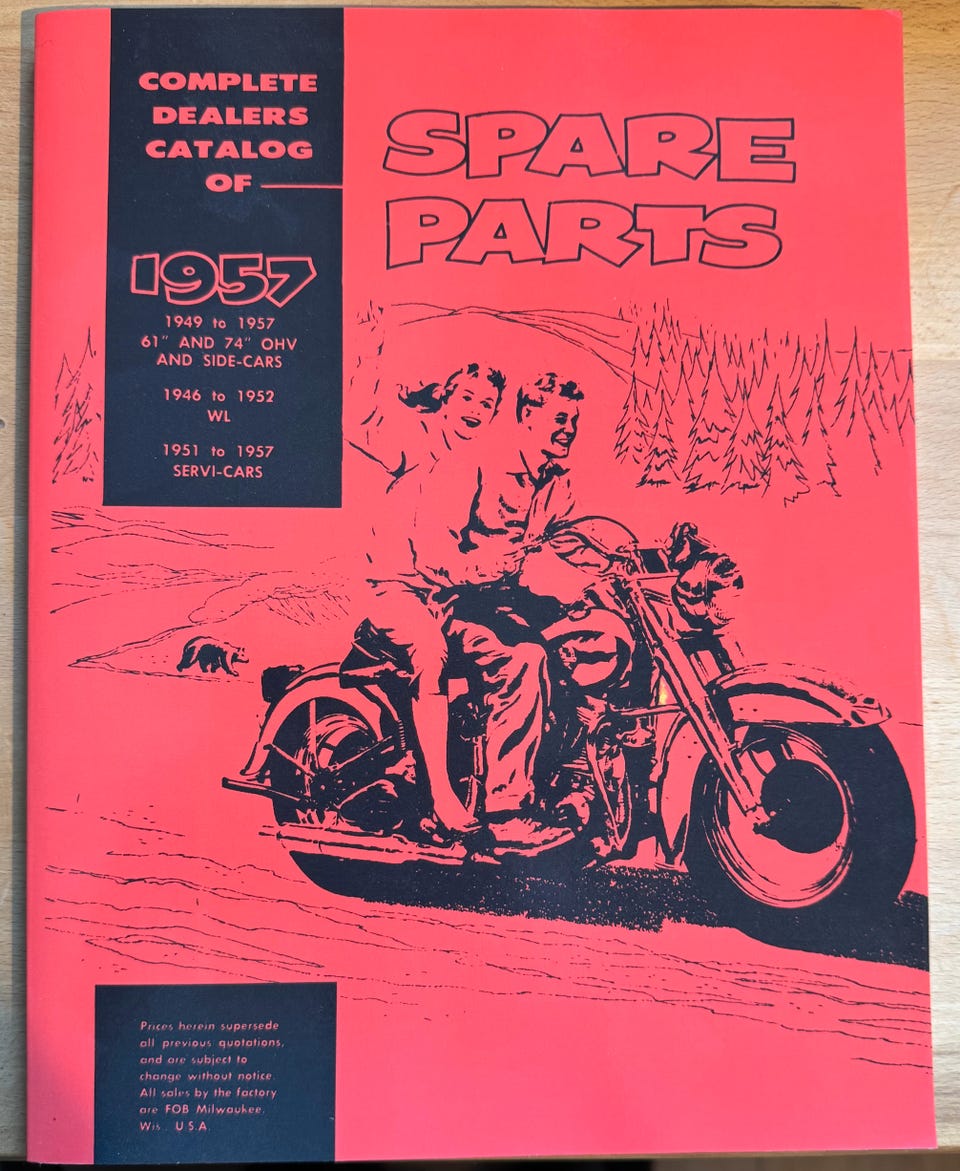 COMPLETE
DEALERS
CATALOG
OF
1957
1949 to 1957
61" AND 74" OHV
AND SIDE-CARS
1946 to 1952
WL
1951 to 1957
SERVI-CARS
SPARE
PARTS
Prices herein supersede
all previous quotations,
and are subject to
change without notice.
All sales by the factory
are FOB Milwaukee,
Wis., U.S.A.